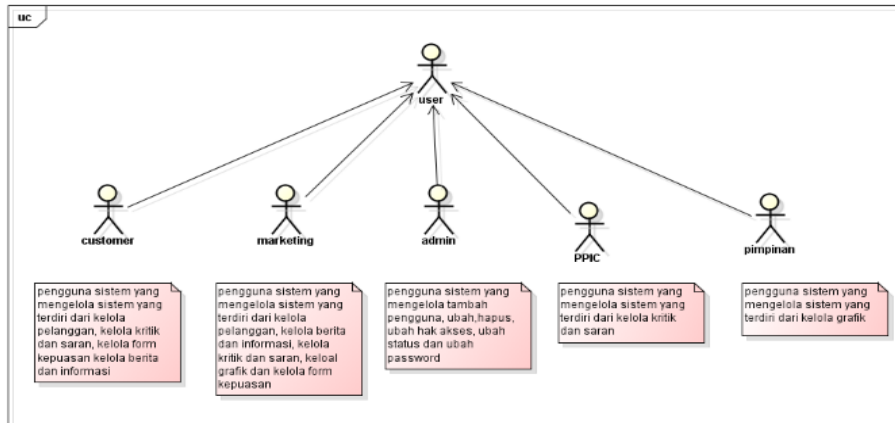 uc
user
customer
marketing
admin
PPIC
pimpinan
pengguna sistem yang
mengelola sistem yang
terdiri dari kelola
pelanggan, kelola kritik
dan saran, kelola form
kepuasan kelola berita
dan informasi
pengguna sistem yang
mengelola sistem yang
terdiri dari kelola
pelanggan, kelola berita
dan informasi, kelola
kritik dan saran, keloal
grafik dan kelola form
kepuasan
pengguna sistem yang
mengelola tambah
pengguna, ubah,hapus,
ubah hak akses, ubah
status dan ubah
password
pengguna sistem yang
mengelola sistem yang
terdiri dari kelola kritik
dan saran
pengguna sistem yang
mengelola sistem yang
terdiri dari kelola grafik